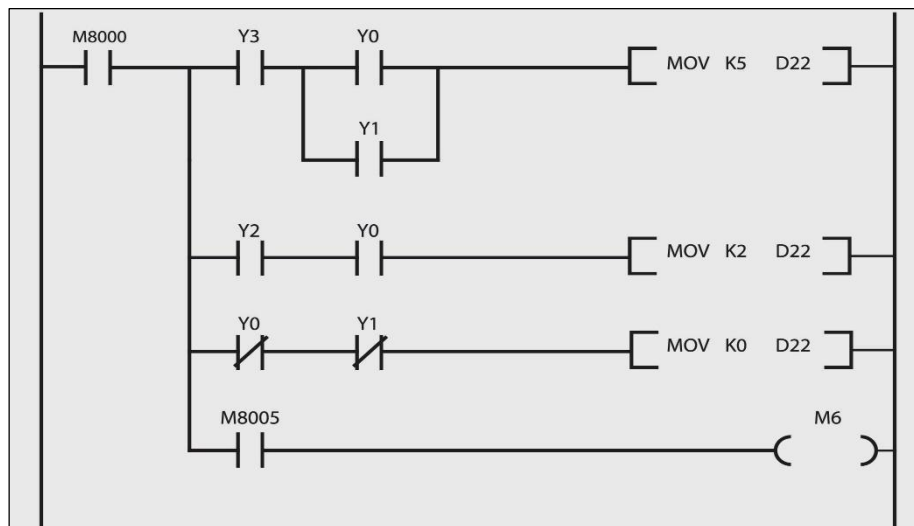 M8000 Y3 Y0
MOV K5 D22
Y1
Y2 Y0
MOV K2 D22
Y0 Y1
MOV K0 D22
M8005 M6